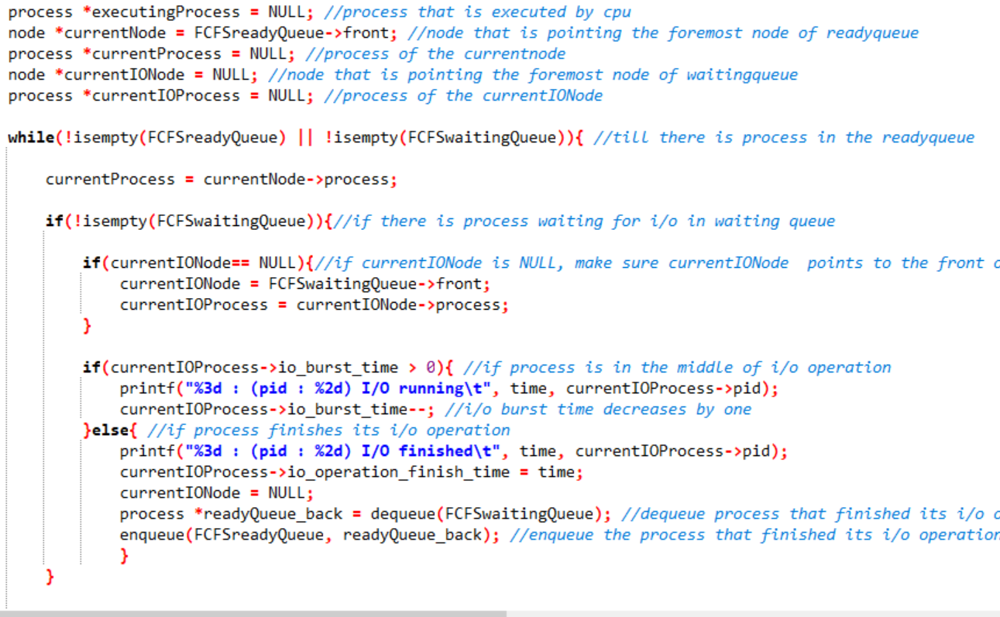 process *executingProcess = NULL; //process that is executed by cpu
node *currentNode = FCFSreadyQueue->front; //node that is pointing the foremost node of readyqueue
process *currentProcess = NULL; //process of the currentnode
node *currentIONode = NULL; //node that is pointing the foremost node of waitingqueue
process *currentIOProcess = NULL; //process of the currentIONode
while(!isempty(FCFSreadyQueue) || !isempty(FCFSwaitingQueue)){ //till there is process in the readyqueue
currentProcess = currentNode->process;
if(!isempty(FCFSwaitingQueue)){//if there is process waiting for i/o in waiting queue
if(currentIONode== NULL){//if currentIONode is NULL, make sure currentIONode  points to the front
currentIONode = FCFSwaitingQueue->front;
currentIOProcess = currentIONode->process;
}
if(currentIOProcess->io_burst_time > 0){ //if process is in the middle of i/o operation
printf("%3d : (pid : %2d) I/O running\t", time, currentIOProcess->pid);
currentIOProcess->io_burst_time--; //i/o burst time decreases by one
}else{ //if process finishes its i/o operation
printf("%3d : (pid : %2d) I/O finished\t", time, currentIOProcess->pid);
currentIOProcess->io_operation_finish_time = time;
currentIONode = NULL;
process *readyQueue_back = dequeue(FCFSwaitingQueue); //dequeue process that finished its i/o
enqueue(FCFSreadyQueue, readyQueue_back); //enqueue the process that finished its i/o operation
}
}